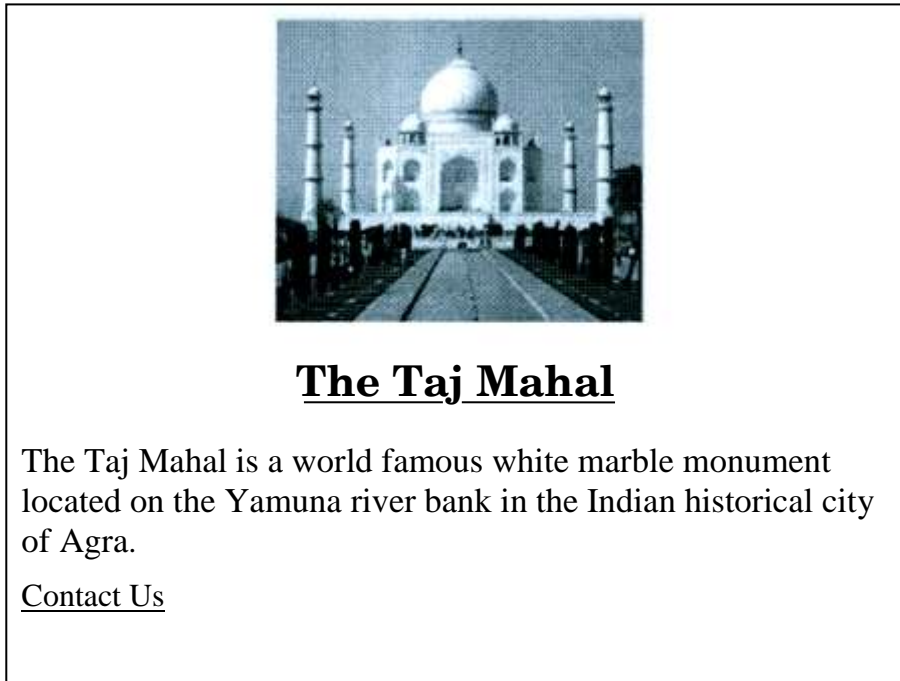 The Taj Mahal
The Taj Mahal is a world famous white marble monument
located on the Yamuna river bank in the Indian historical city
of Agra.
Contact Us